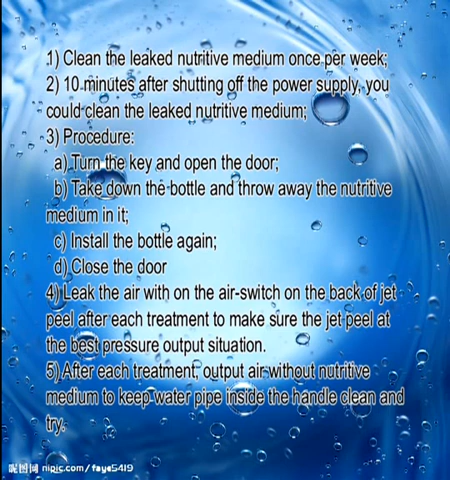 1) Clean the leaked nutritive medium once per week;
2) 10 minutes after shutting off the power supply, you
could clean the leaked nutritive medium;
3) Procedure:
a) Turn the key and open the door;
b) Take down the bottle and throw away the nutritive
medium in it;
c) Install the bottle again;
d) Close the door
4) Leak the air with on the air-switch on the back of jet
peel after each treatment to make sure the jet peel at
the best pressure output situation.
5) After each treatment, output air without nutritive
medium to keep water pipe inside the handle clean and
try.
昵图网 nipic.com/faye5419